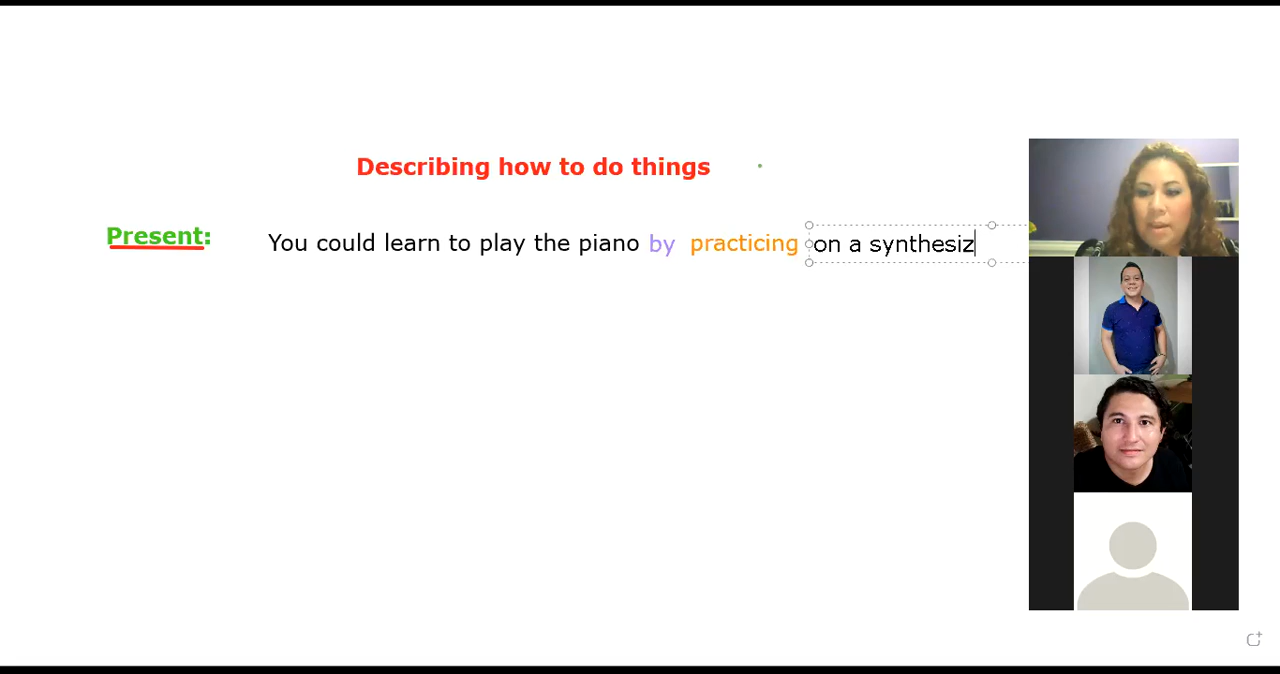 Describing how to do things
Present: You could learn to play the piano by practicing on a synthesiz